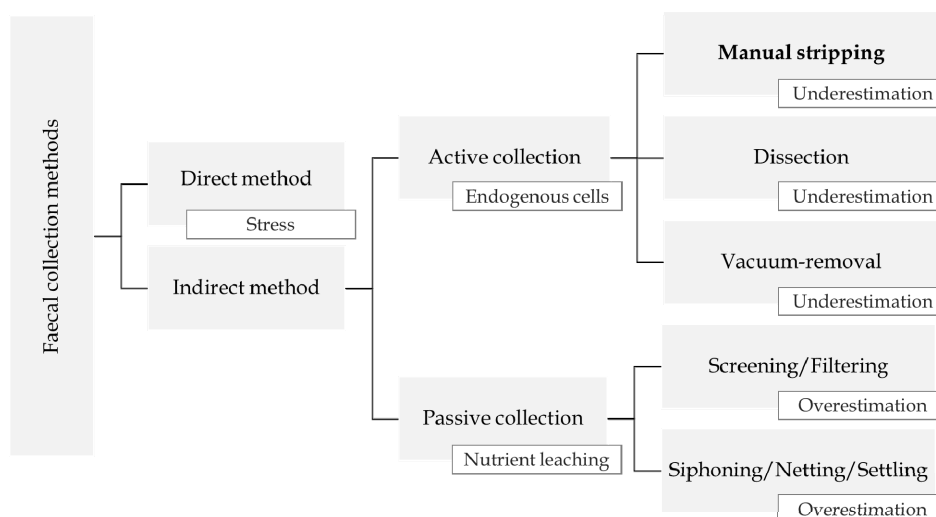 Faecal collection methods
Direct method
Stress
Indirect method
Active collection
Endogenous cells
Manual stripping
Underestimation
Dissection
Underestimation
Vacuum-removal
Underestimation
Passive collection
Nutrient leaching
Screening/Filtering
Overestimation
Siphoning/Netting/Settling
Overestimation